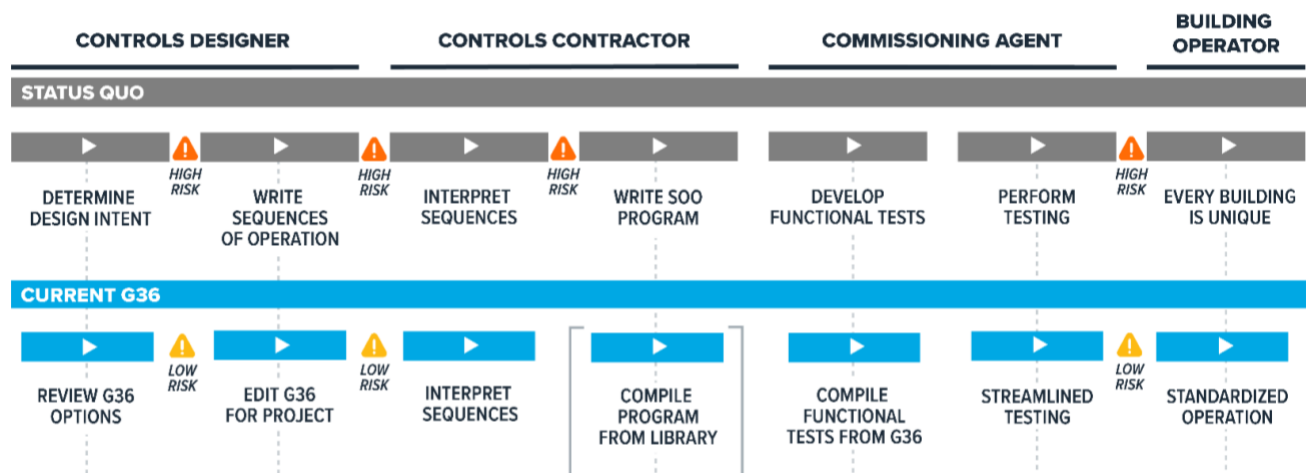 CONTROLS DESIGNER
CONTROLS CONTRACTOR
COMMISSIONING AGENT
BUILDING
OPERATOR
STATUS QUO
HIGH
RISK
HIGH
RISK
HIGH
RISK
HIGH
RISK
DETERMINE
DESIGN INTENT
WRITE
SEQUENCES
OF OPERATION
INTERPRET
SEQUENCES
WRITE SOO
PROGRAM
DEVELOP
FUNCTIONAL TESTS
PERFORM
TESTING
EVERY BUILDING
IS UNIQUE
CURRENT G36
LOW
RISK
LOW
RISK
LOW
RISK
REVIEW G36
OPTIONS
EDIT G36
FOR PROJECT
INTERPRET
SEQUENCES
COMPILE
PROGRAM
FROM LIBRARY
COMPILE
FUNCTIONAL
TESTS FROM G36
STREAMLINED
TESTING
STANDARDIZED
OPERATION